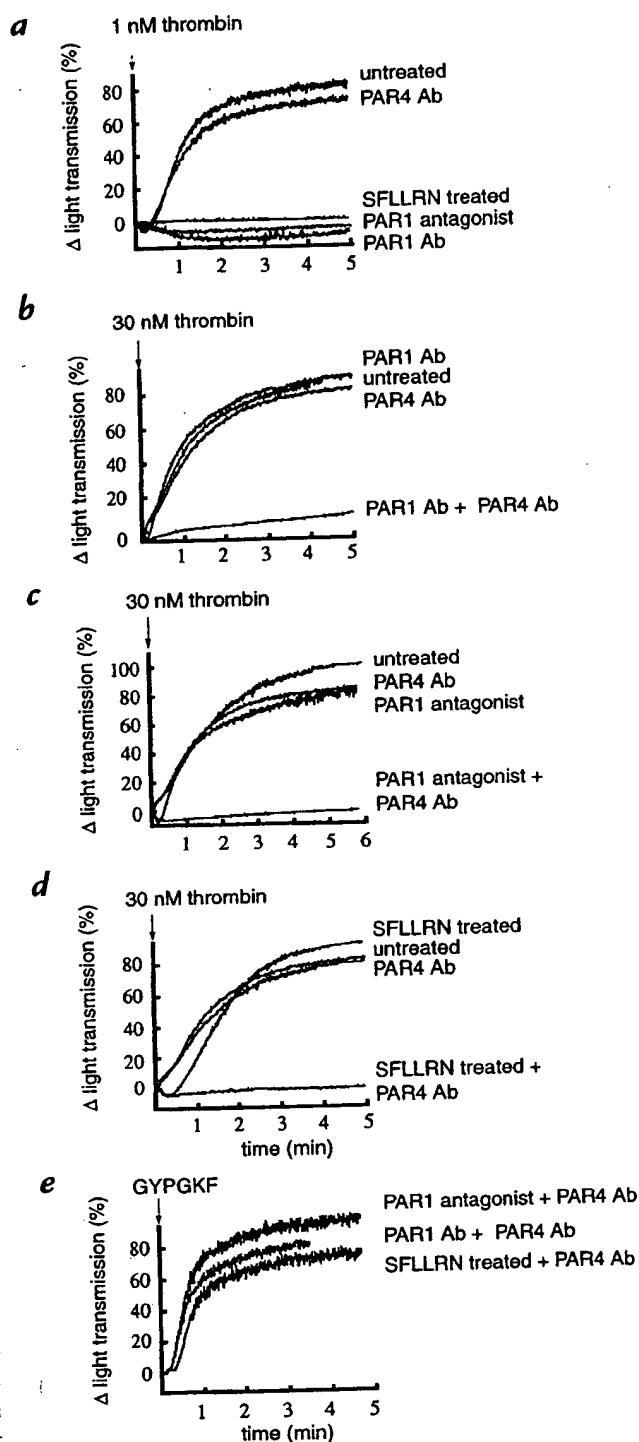 a
1 nM thrombin
Δ light transmission (%)
80
60
40
20
0
untreated
PAR4 Ab
SFLLRN treated
PAR1 antagonist
PAR1 Ab
1 2 3 4 5
b
30 nM thrombin
Δ light transmission (%)
80
60
40
20
0
PAR1 Ab
untreated
PAR4 Ab
PAR1 Ab + PAR4 Ab
1 2 3 4 5
c
30 nM thrombin
Δ light transmission (%)
100
80
60
40
20
0
untreated
PAR4 Ab
PAR1 antagonist
PAR1 antagonist +
PAR4 Ab
1 2 3 4 5 6
d
30 nM thrombin
Δ light transmission (%)
80
60
40
20
0
SFLLRN treated
untreated
PAR4 Ab
SFLLRN treated +
PAR4 Ab
1 2 3 4 5
time (min)
e
GYPGKF
Δ light transmission (%)
80
60
40
20
0
PAR1 antagonist + PAR4 Ab
PAR1 Ab + PAR4 Ab
SFLLRN treated + PAR4 Ab
1 2 3 4 5
time (min)